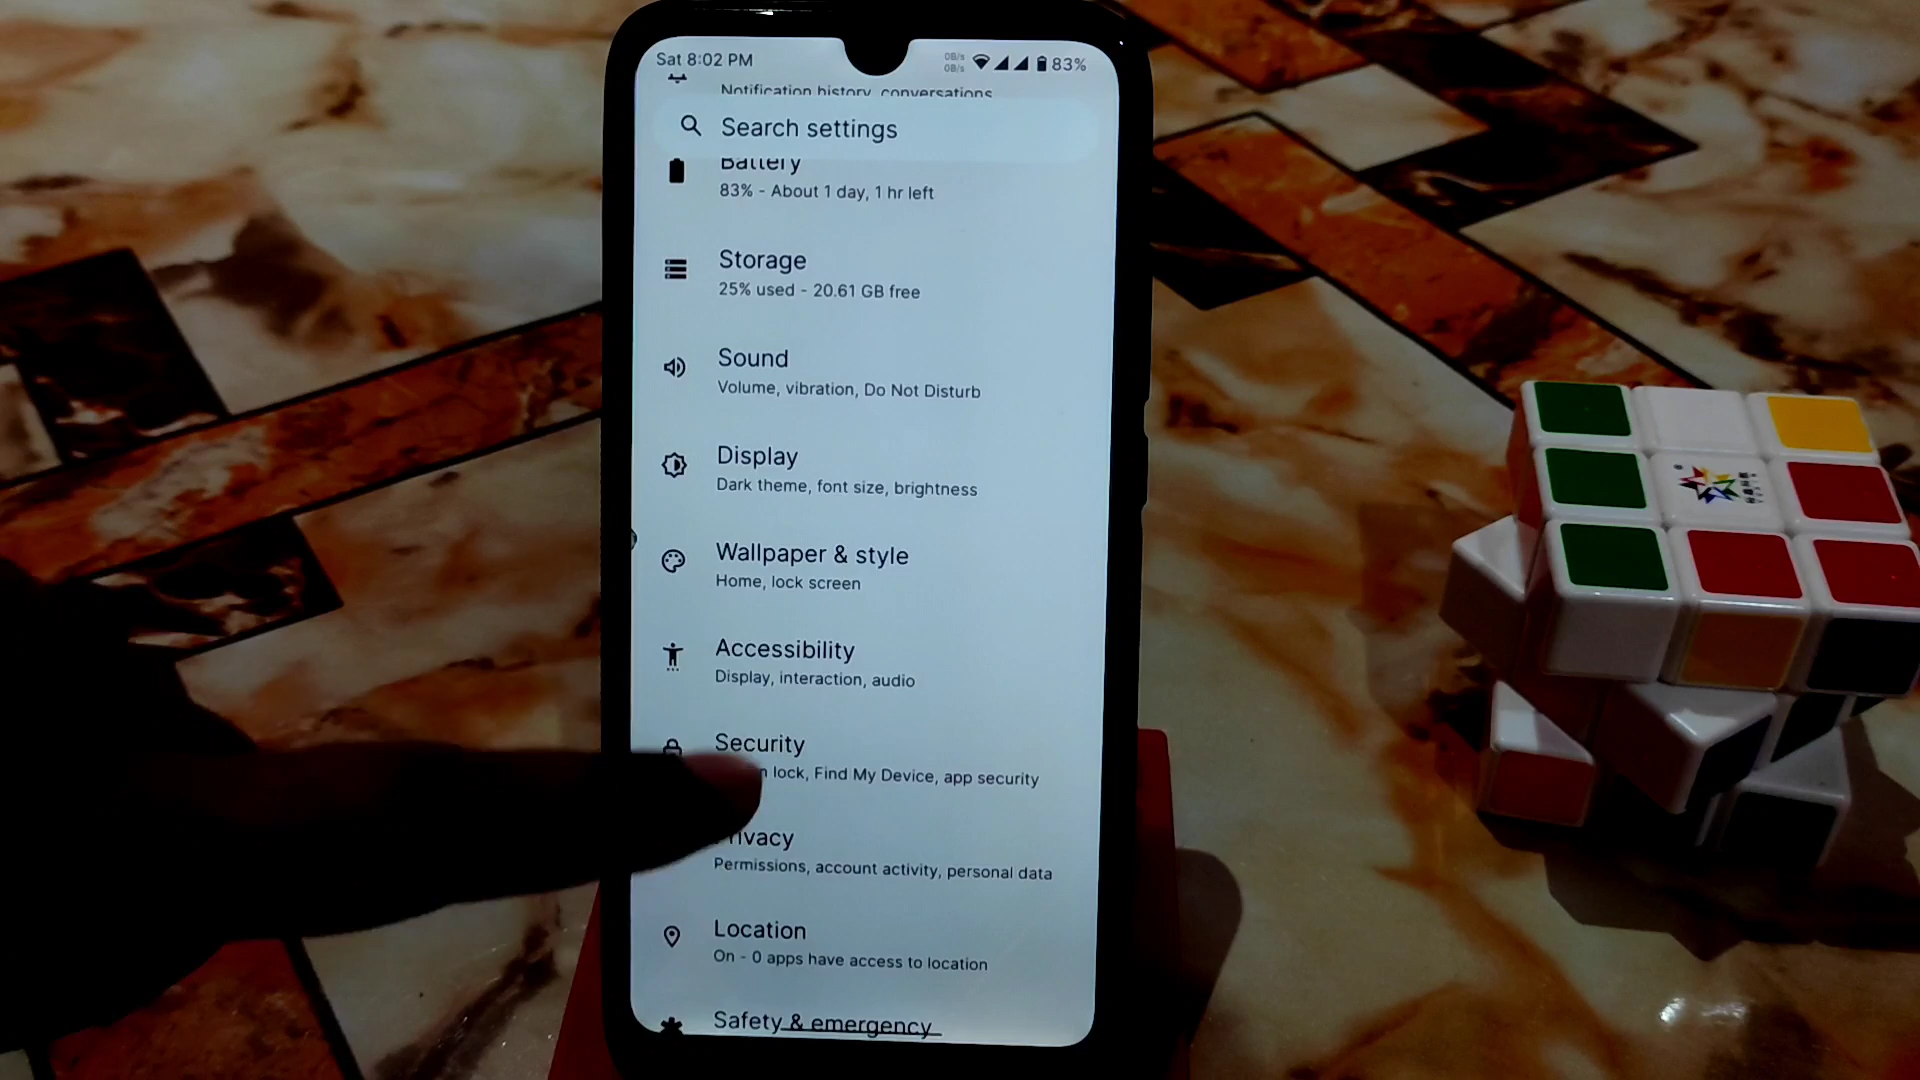 Sat 8:02 PM
0B/s
0B/s
83%
Notification history, conversations
Search settings
Battery
83% - About 1 day, 1 hr left
Storage
25% used - 20.61 GB free
Sound
Volume, vibration, Do Not Disturb
Display
Dark theme, font size, brightness
Wallpaper & style
Home, lock screen
Accessibility
Display, interaction, audio
Security
lock, Find My Device, app security
Privacy
Permissions, account activity, personal data
Location
On - 0 apps have access to location
Safety & emergency